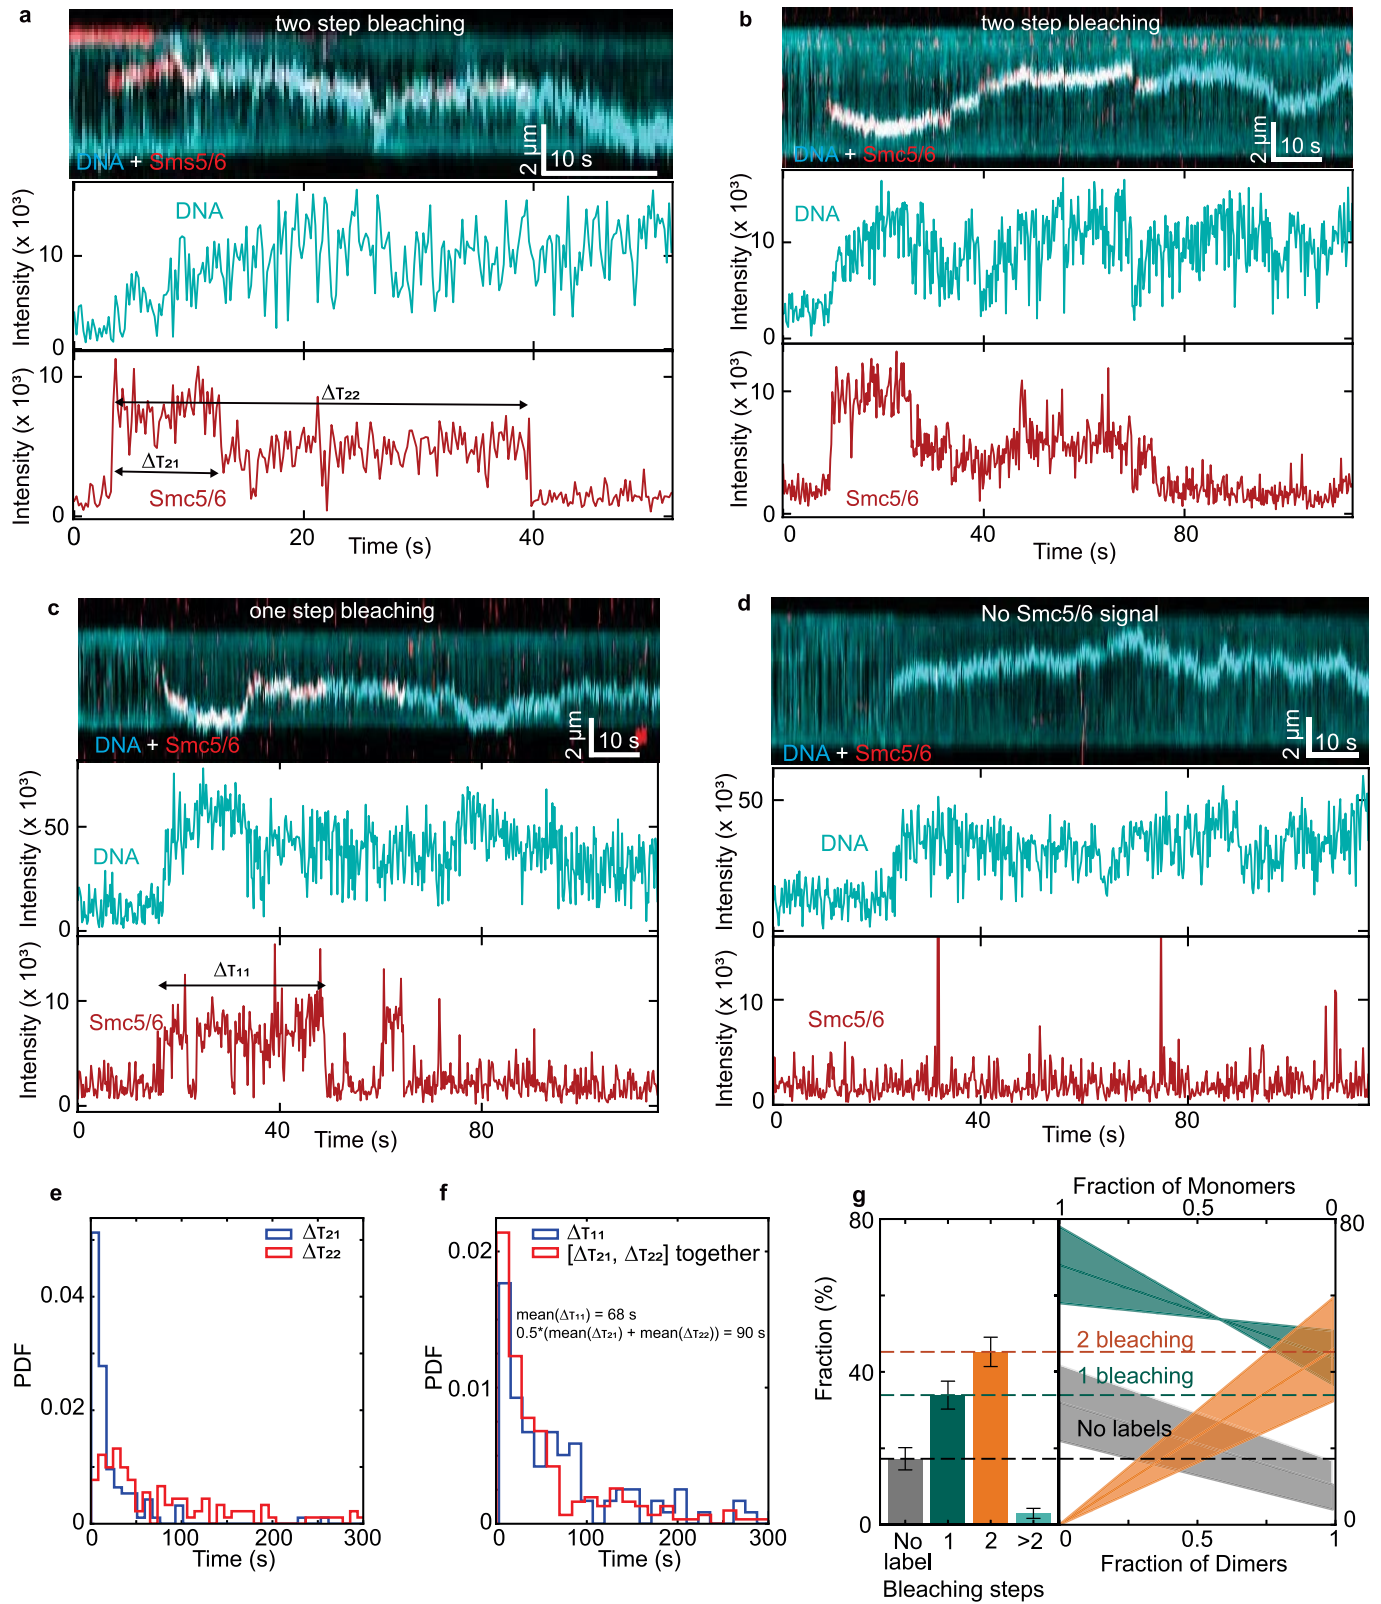 a
two step bleaching
DNA + Sms5/6
2 μm
10 s
Intensity (x 10³)
10
0
DNA
Intensity (x 10³)
10
0
ΔT22
ΔT21
Smc5/6
0 20 40
Time (s)
b
two step bleaching
DNA + Smc5/6
2 μm
10 s
Intensity (x 10³)
10
0
DNA
Intensity (x 10³)
10
0
Smc5/6
0 40 80
Time (s)
c
one step bleaching
DNA + Smc5/6
2 μm
10 s
Intensity (x 10³)
50
0
DNA
Intensity (x 10³)
10
0
ΔT11
Smc5/6
0 40 80
Time (s)
d
No Smc5/6 signal
DNA + Smc5/6
2 μm
10 s
Intensity (x 10³)
50
0
DNA
Intensity (x 10³)
10
0
Smc5/6
0 40 80
Time (s)
e
ΔT21
ΔT22
PDF
0.04
0.02
0
0 100 200 300
Time (s)
f
ΔT11
[ΔT21, ΔT22] together
mean(ΔT11) = 68 s
0.5*(mean(ΔT21) + mean(ΔT22)) = 90 s
PDF
0.02
0.01
0
0 100 200 300
Time (s)
g
Fraction of Monomers
1 0.5 0
80
40
0
Fraction (%)
80
0
2 bleaching
1 bleaching
No labels
No label 1 2 >2
Bleaching steps
0 0.5 1
Fraction of Dimers